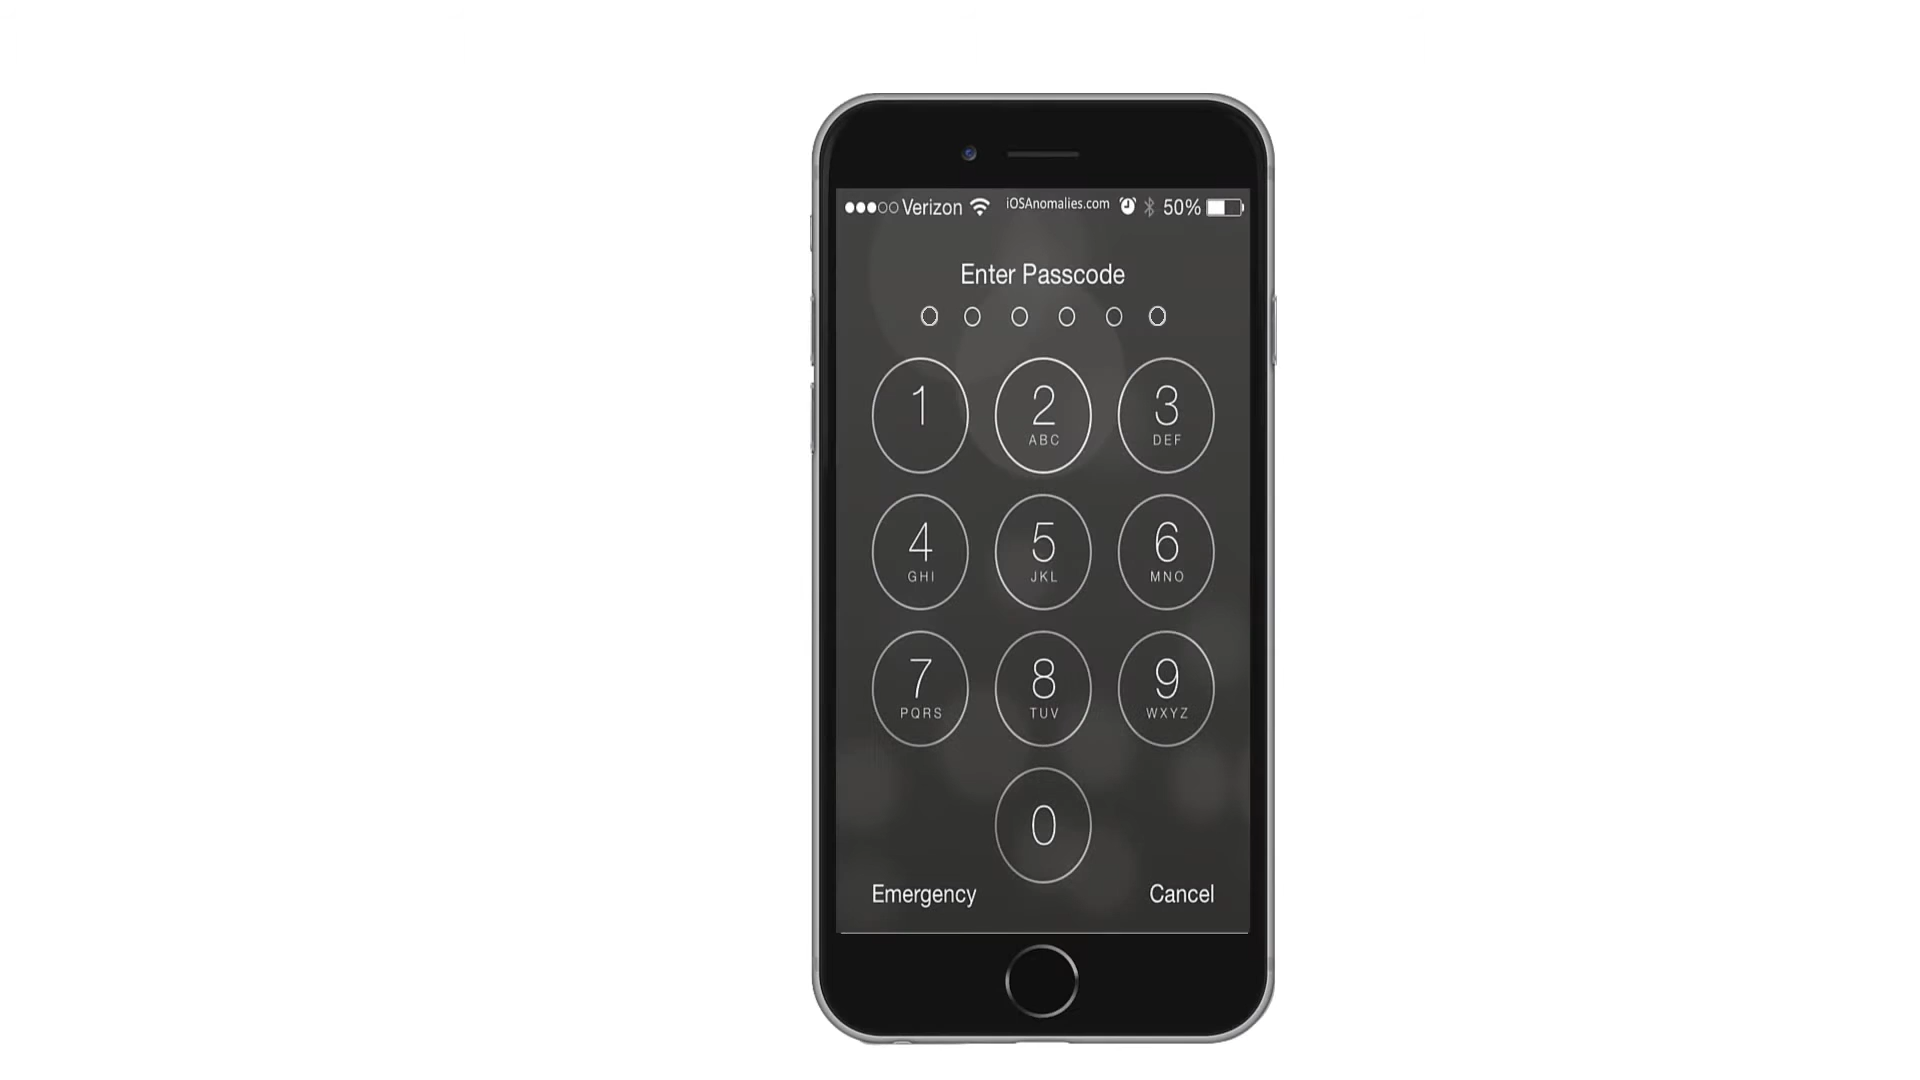 Verizon iOSAnomalies.com 50%
Enter Passcode
1 2 3
ABC DEF
4 5 6
GHI JKL MNO
7 8 9
PQRS TUV WXYZ
0
Emergency Cancel